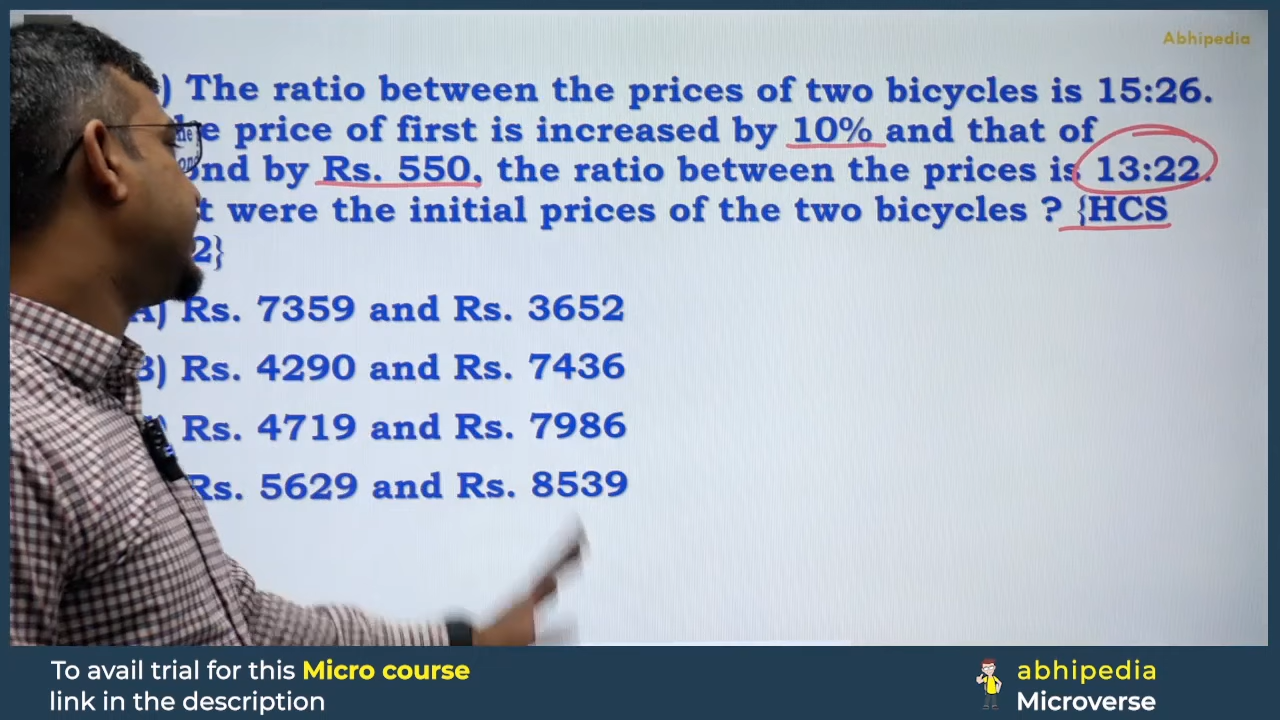 Abhipedia
) The ratio between the prices of two bicycles is 15:26.
e price of first is increased by 10% and that of
nd by Rs. 550, the ratio between the prices is 13:22.
t were the initial prices of the two bicycles ? {HCS
2}
A) Rs. 7359 and Rs. 3652
B) Rs. 4290 and Rs. 7436
Rs. 4719 and Rs. 7986
Rs. 5629 and Rs. 8539
To avail trial for this Micro course
link in the description
abhipedia
Microverse